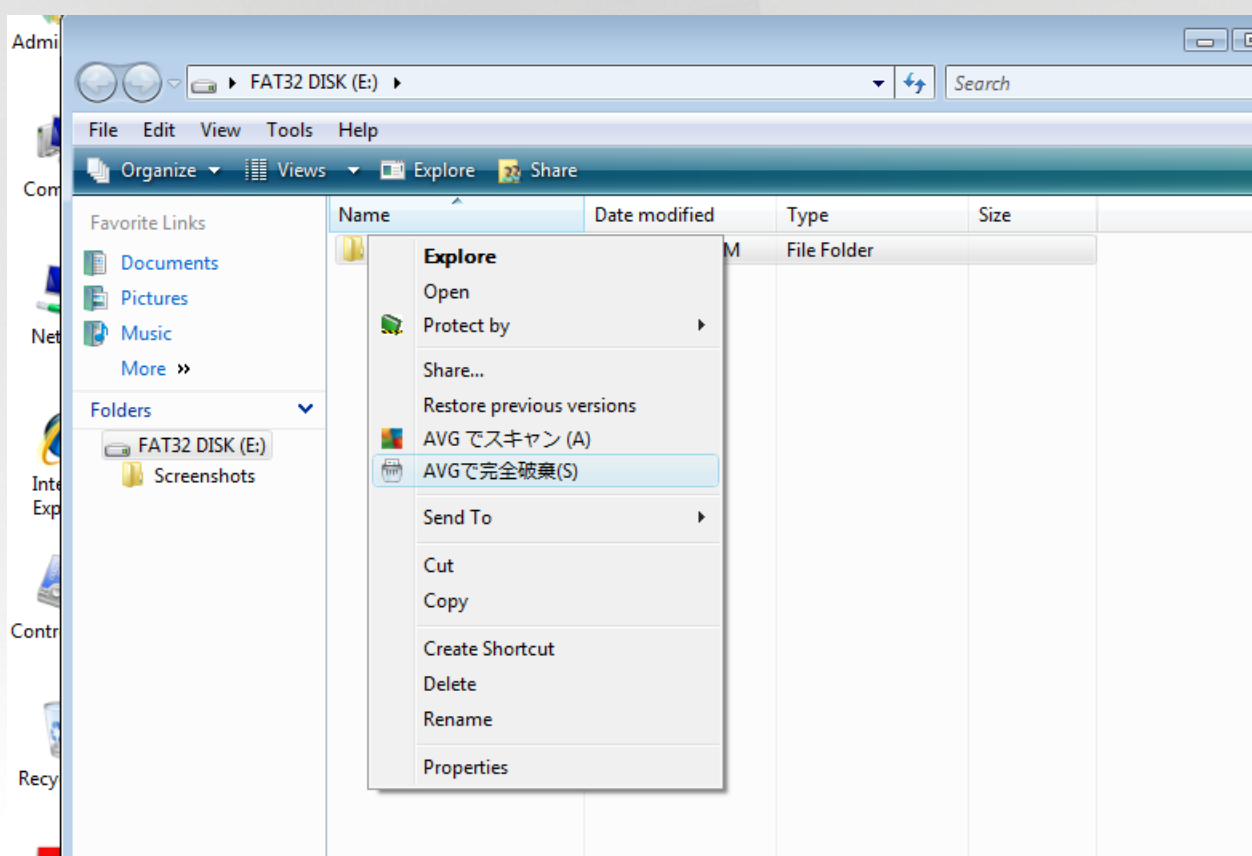 Admi
FAT32 DISK (E:)
Search
File Edit View Tools Help
Organize Views Explore Share
Com
Favorite Links
Name Date modified Type Size
M File Folder
Documents
Pictures
Music
More »
Net
Folders
FAT32 DISK (E:)
Screenshots
Inte
Exp
Contr
Recy
Explore
Open
Protect by
Share...
Restore previous versions
AVG でスキャン (A)
AVGで完全破棄(S)
Send To
Cut
Copy
Create Shortcut
Delete
Rename
Properties